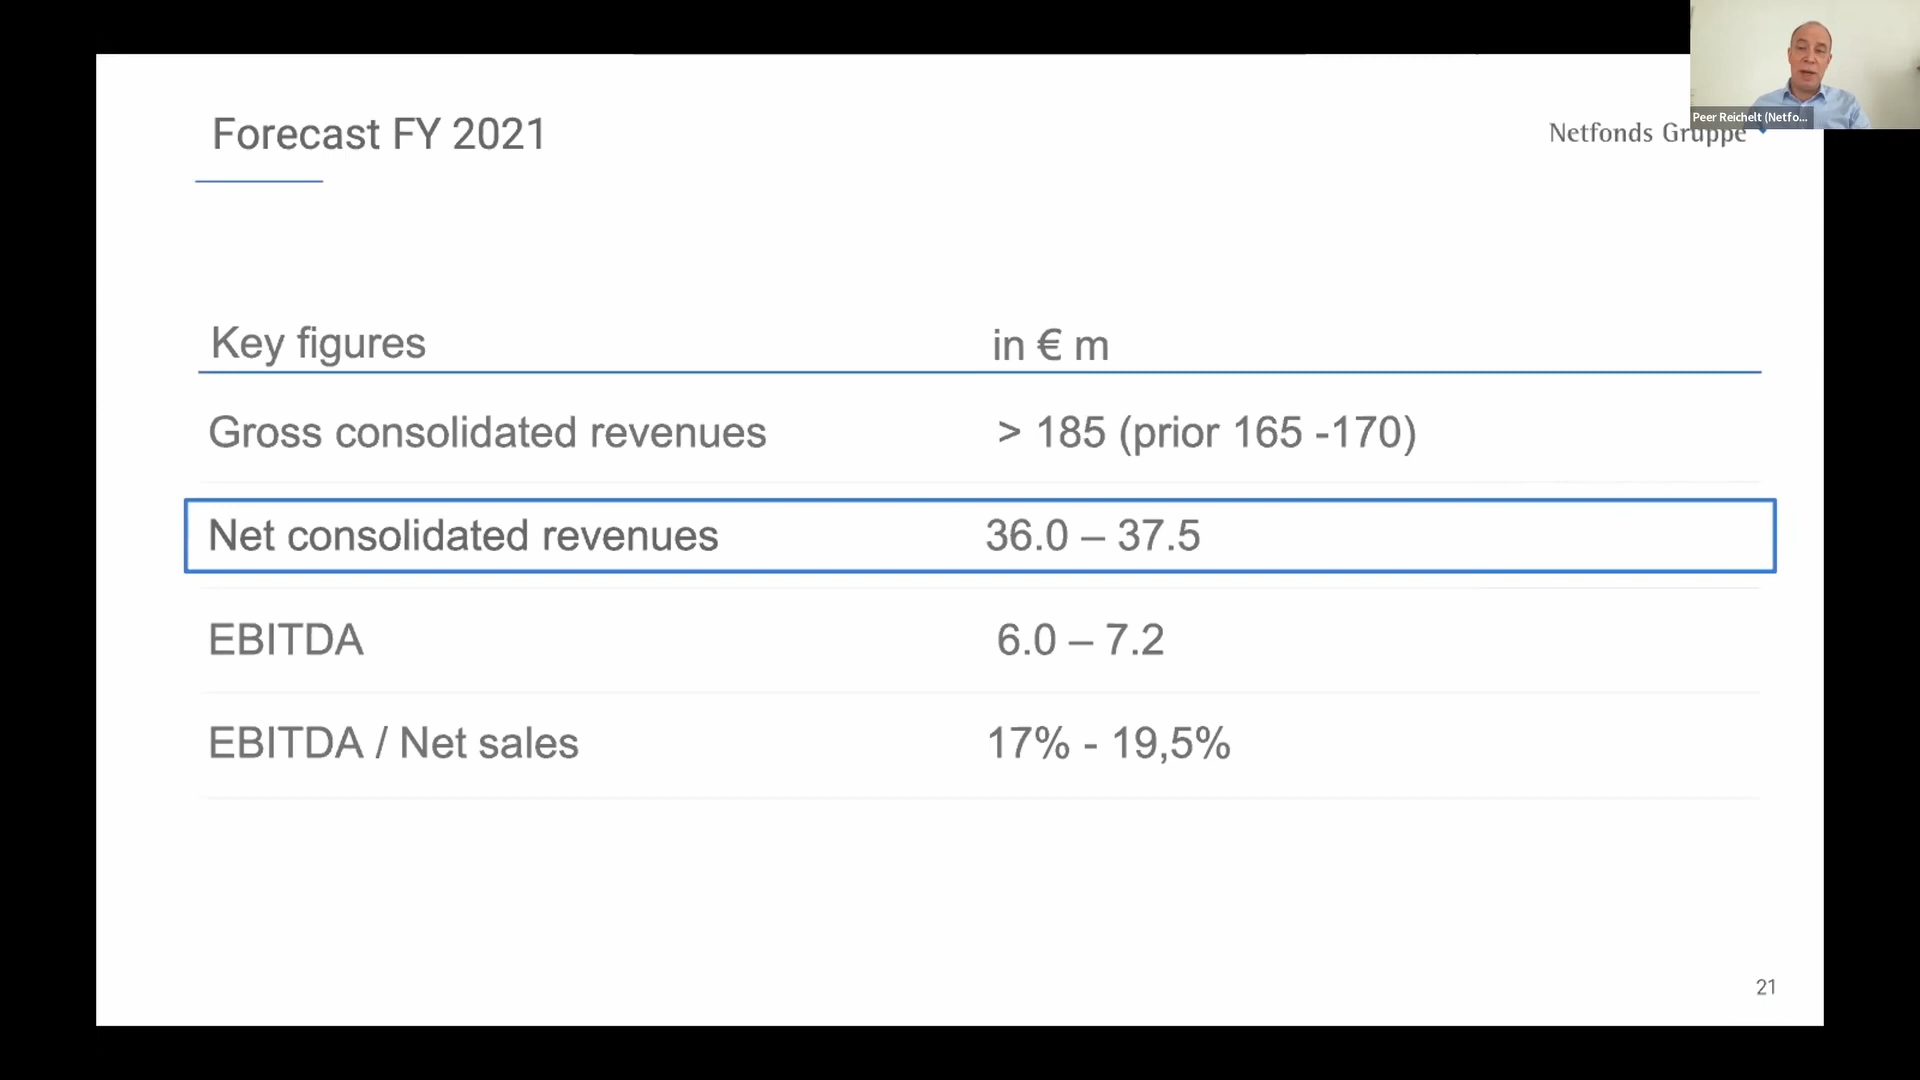 Peer Reichelt (Netfo...
Forecast FY 2021
Netfonds Gruppe
Key figures in € m
Gross consolidated revenues > 185 (prior 165 -170)
Net consolidated revenues 36.0 – 37.5
EBITDA 6.0 – 7.2
EBITDA / Net sales 17% - 19,5%
21